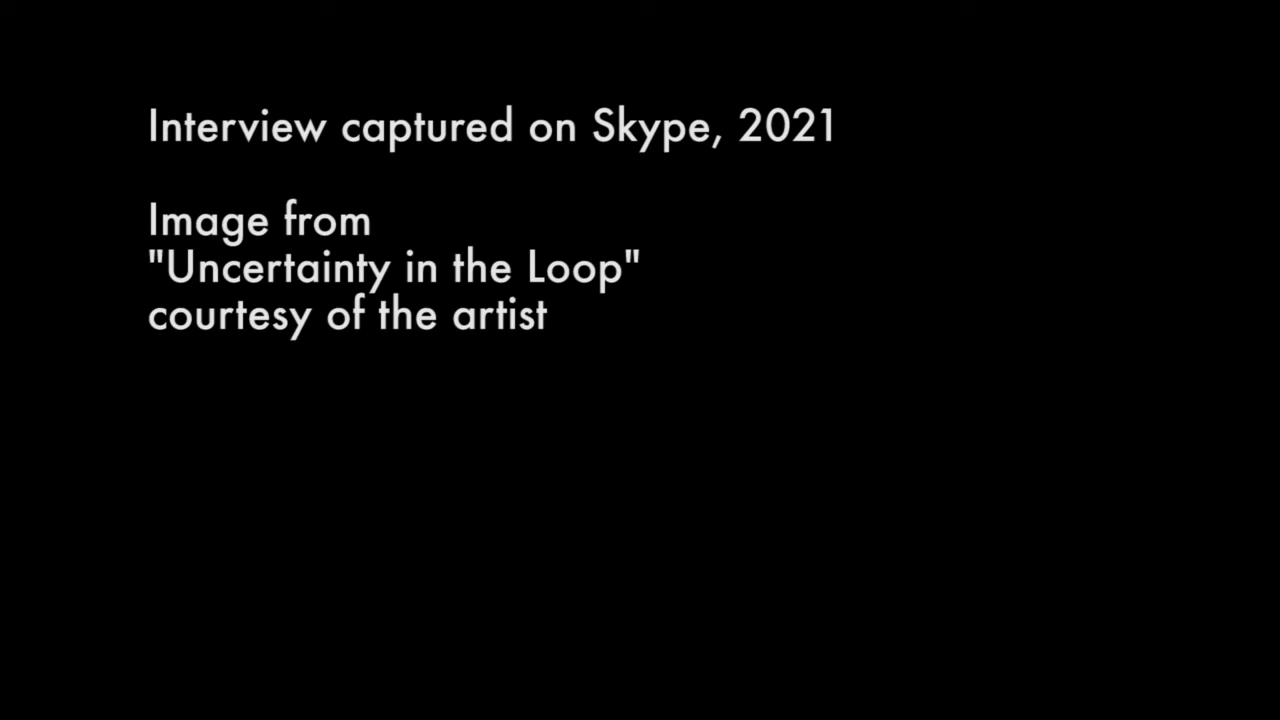 Interview captured on Skype, 2021
Image from
"Uncertainty in the Loop"
courtesy of the artist